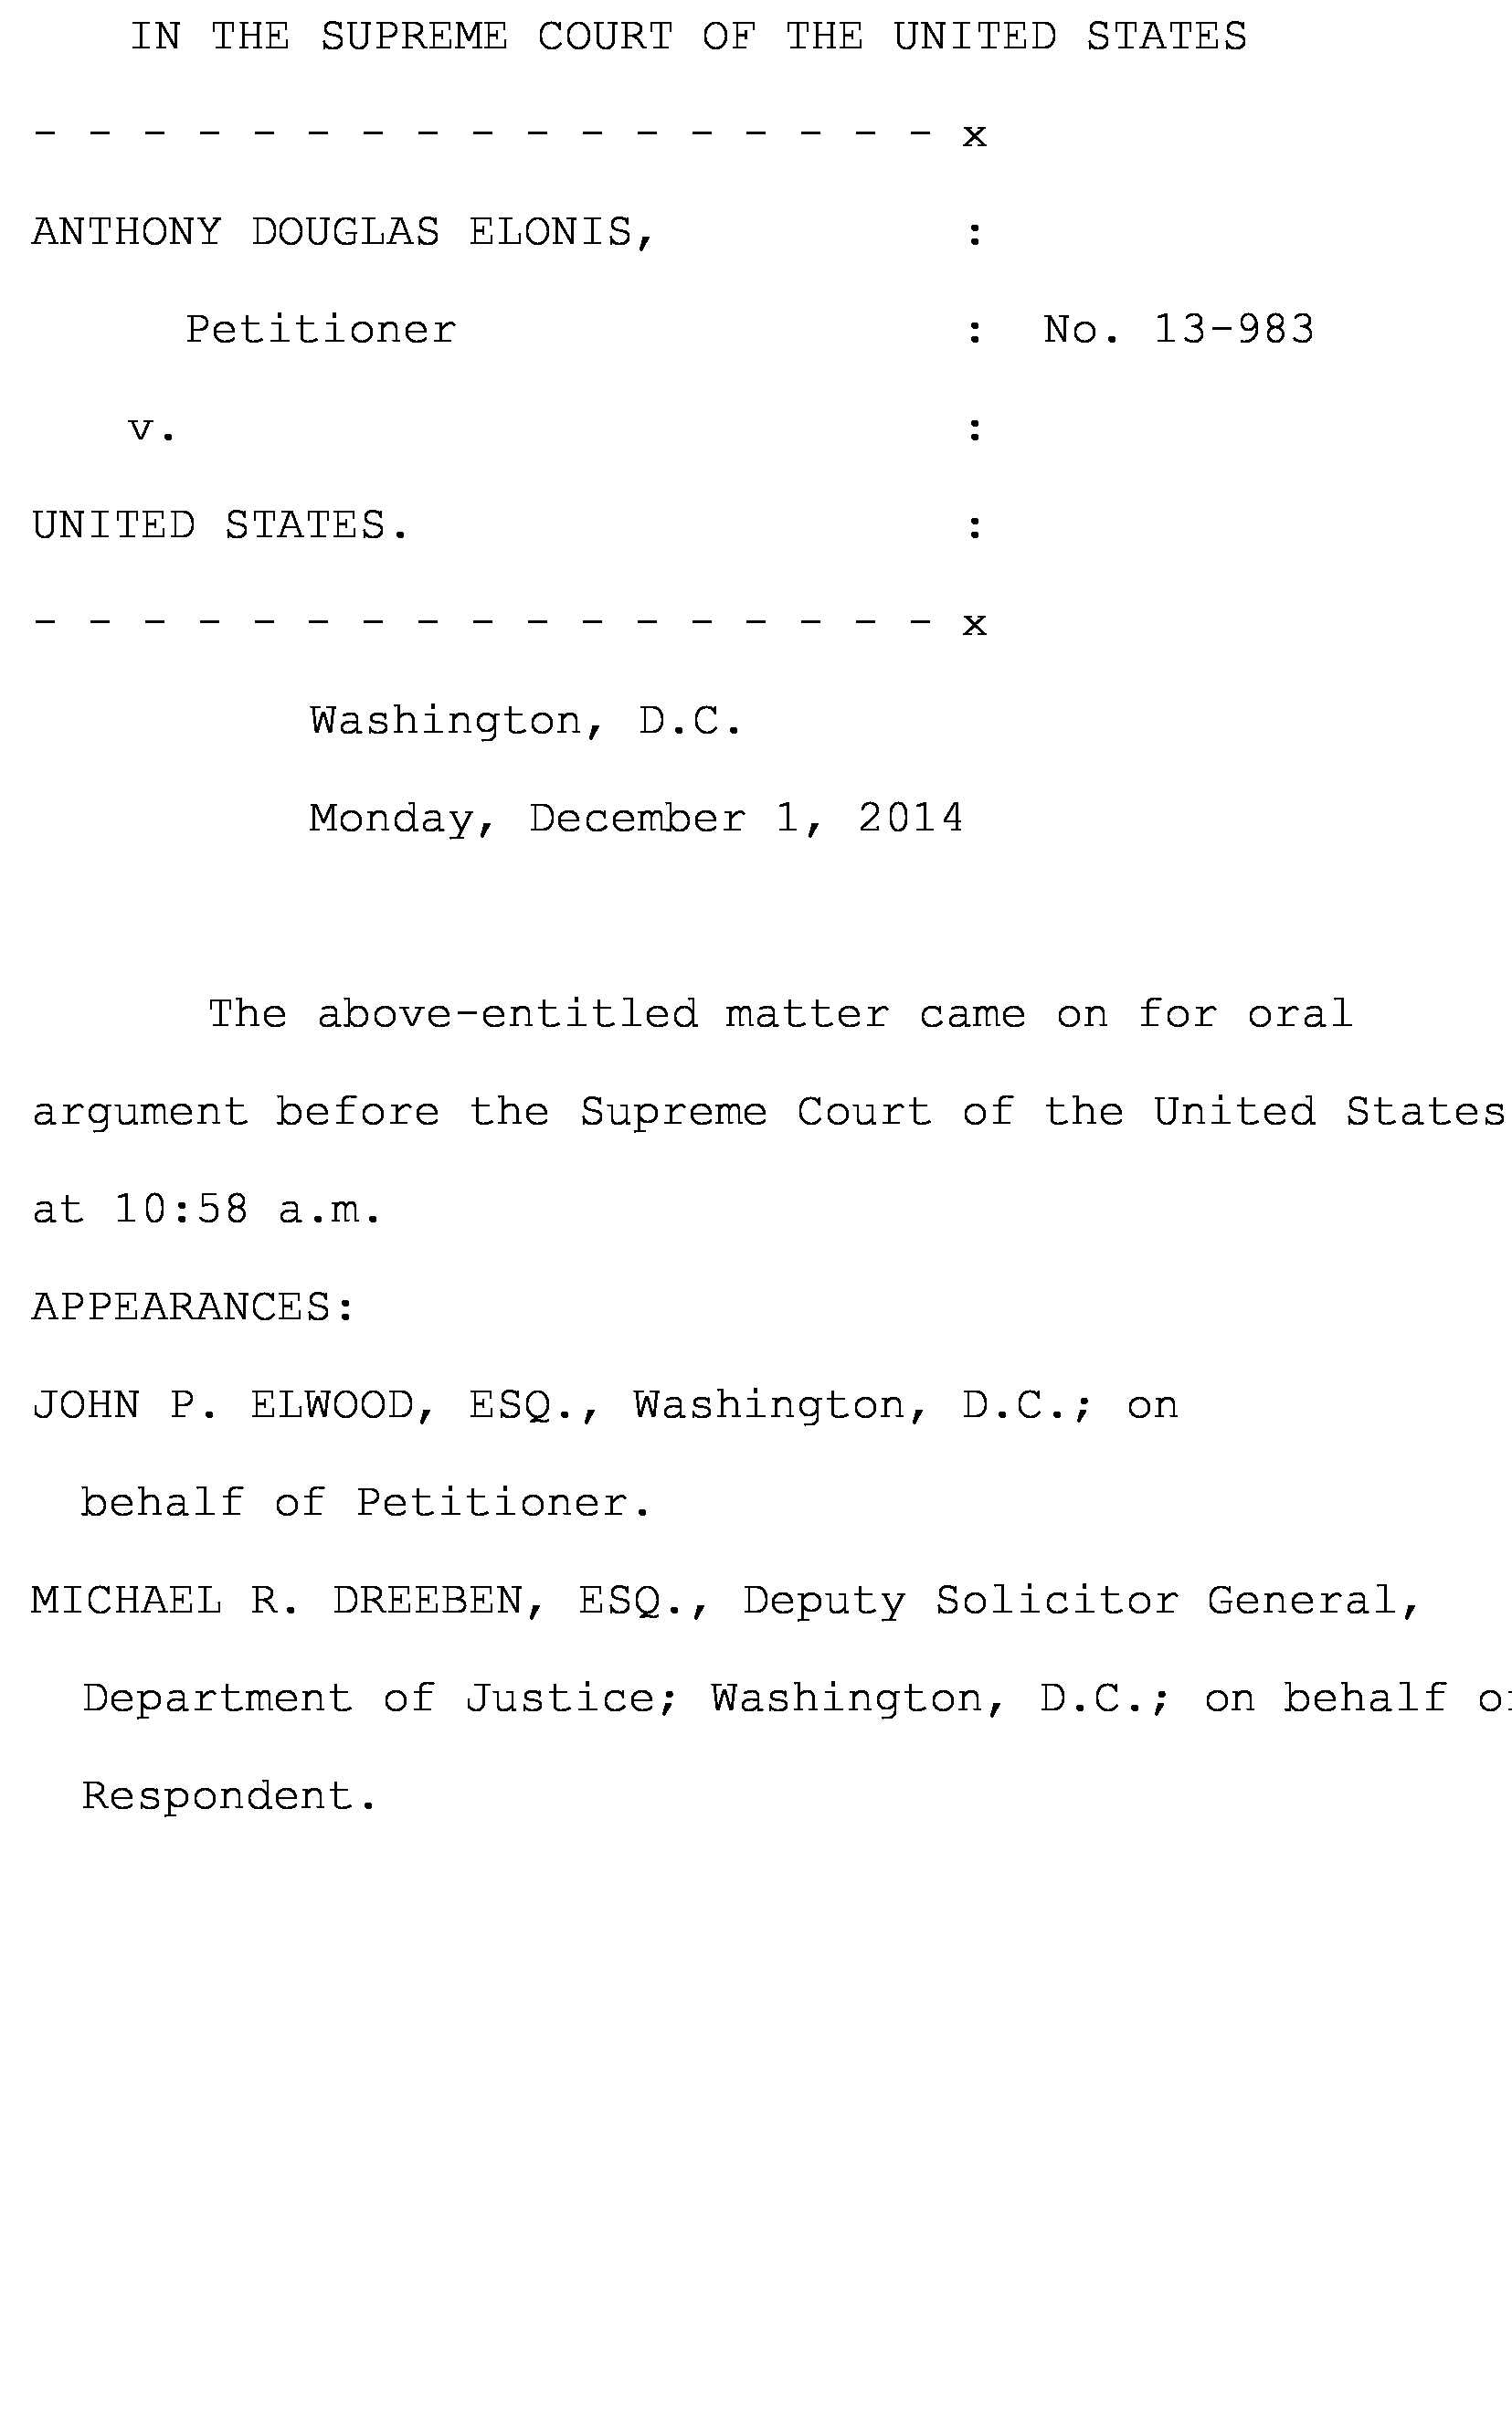 IN THE SUPREME COURT OF THE UNITED STATES
- - - - - - - - - - - - - - - - - x
ANTHONY DOUGLAS ELONIS, :
Petitioner : No. 13-983
v. :
UNITED STATES. :
- - - - - - - - - - - - - - - - - x
Washington, D.C.
Monday, December 1, 2014
The above-entitled matter came on for oral
argument before the Supreme Court of the United States
at 10:58 a.m.
APPEARANCES:
JOHN P. ELWOOD, ESQ., Washington, D.C.; on
behalf of Petitioner.
MICHAEL R. DREEBEN, ESQ., Deputy Solicitor General,
Department of Justice; Washington, D.C.; on behalf of
Respondent.